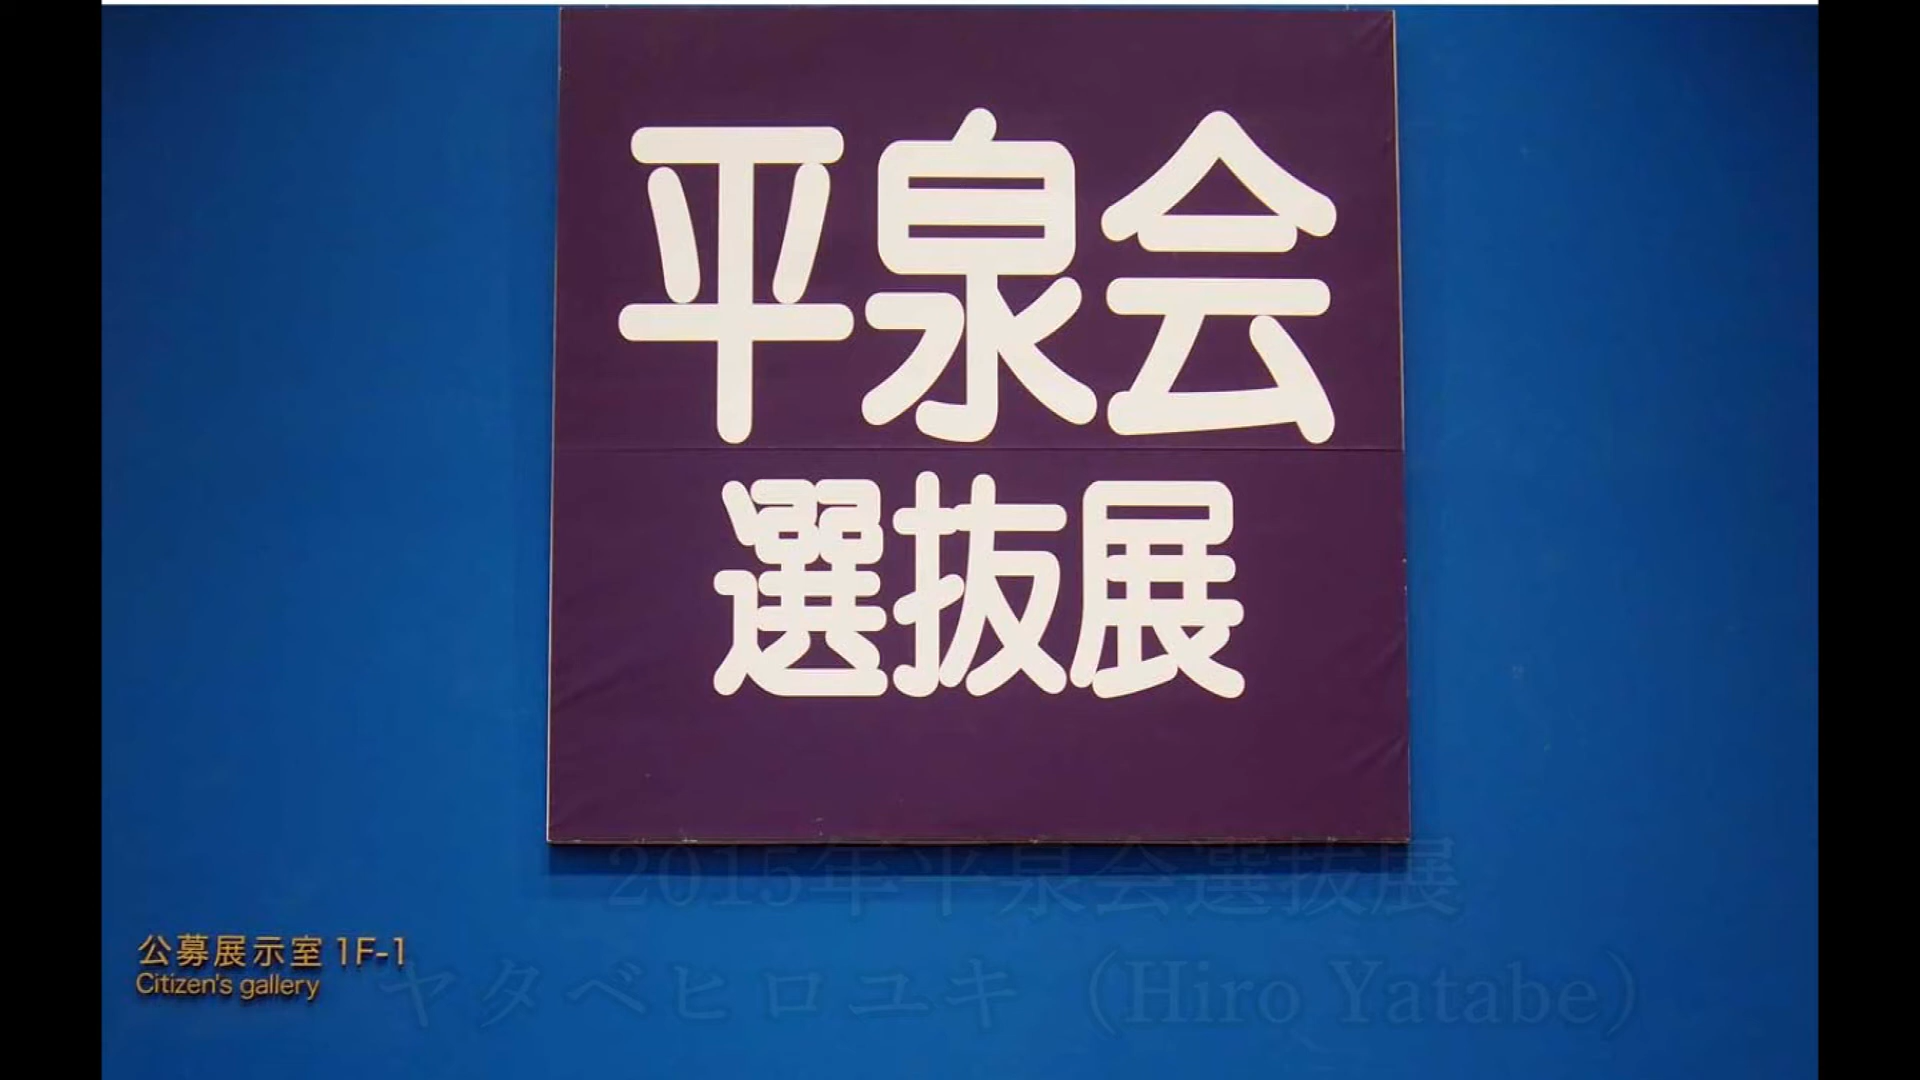 平泉会
選抜展
2015年平泉会選抜展
公募展示室 1F-1
Citizen's gallery
ヤタベヒロユキ（Hiro Yatabe）